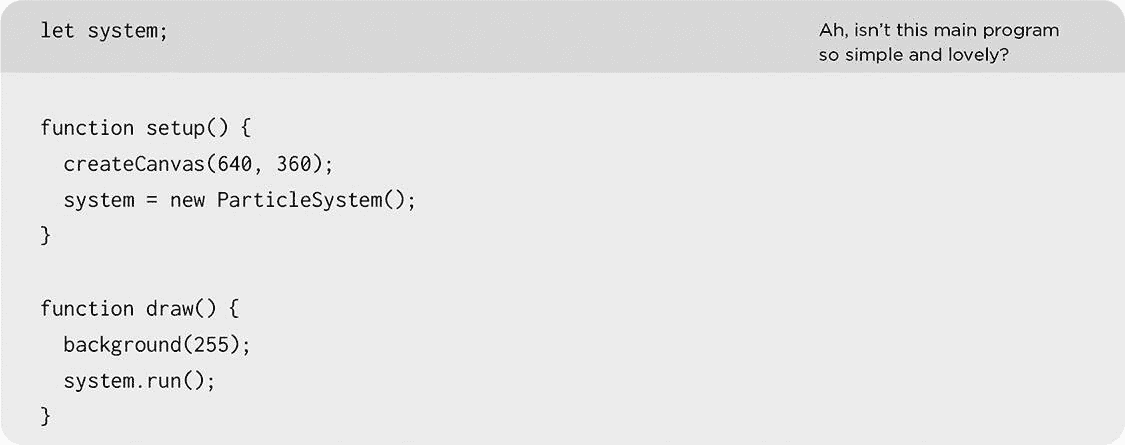 let system;
Ah, isn’t this main program
so simple and lovely?
function setup() {
  createCanvas(640, 360);
  system = new ParticleSystem();
}
function draw() {
  background(255);
  system.run();
}